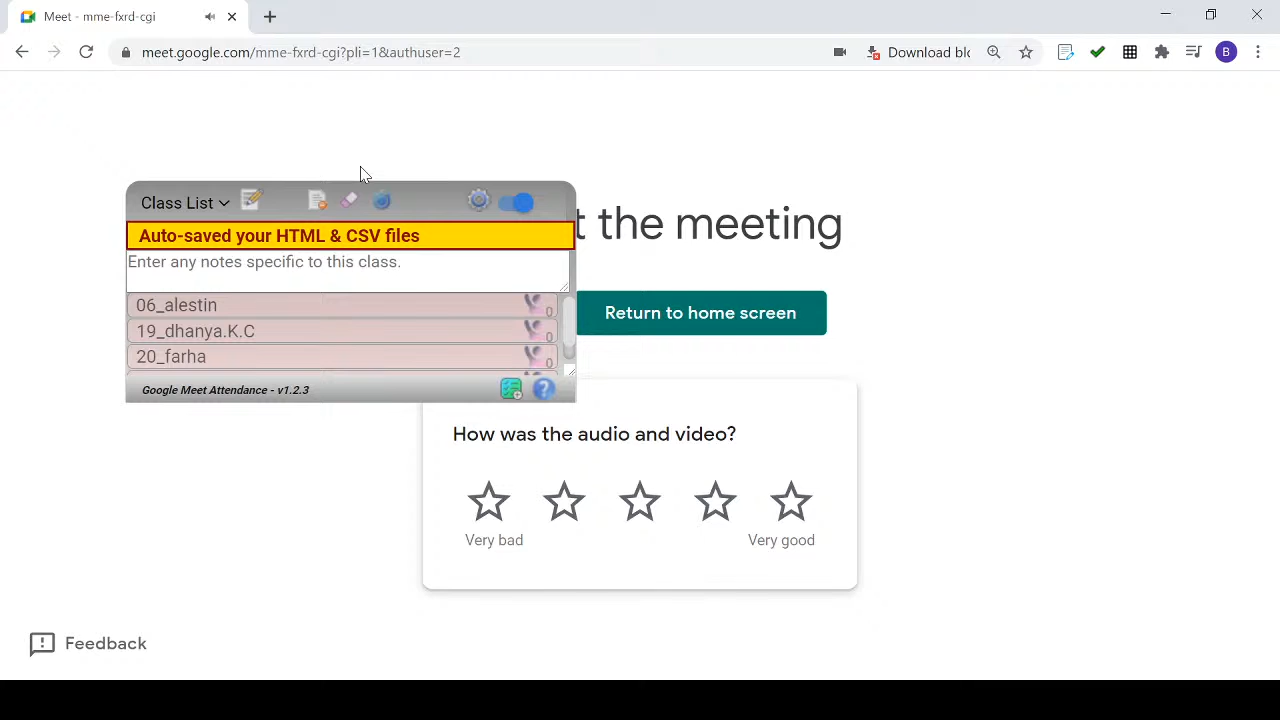 Meet - mme-fxrd-cgi
meet.google.com/mme-fxrd-cgi?pli=1&authuser=2
Download blc
B
Class List
Auto-saved your HTML & CSV files
Enter any notes specific to this class.
06_alestin
0
19_dhanya.K.C
0
20_farha
0
Google Meet Attendance - v1.2.3
?
t the meeting
Return to home screen
How was the audio and video?
Very bad
Very good
Feedback